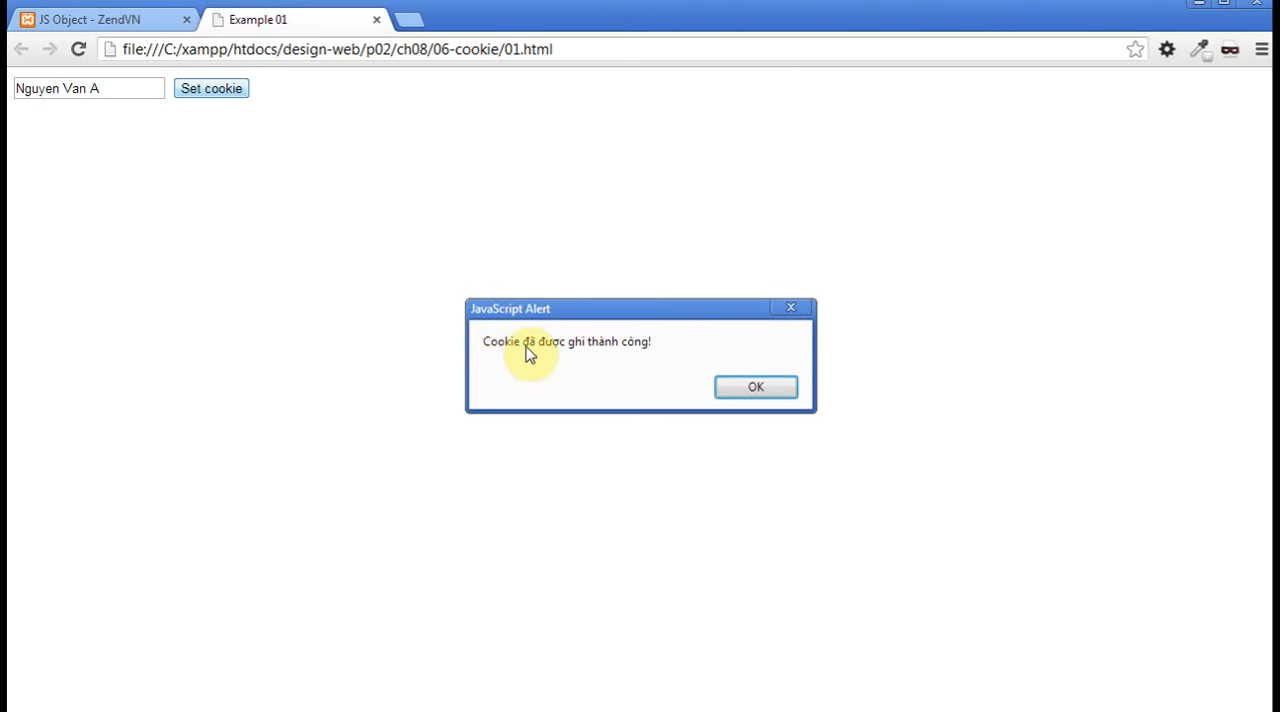 JS Object - ZendVN
Example 01
file:///C:/xampp/htdocs/design-web/p02/ch08/06-cookie/01.html
Nguyen Van A
Set cookie
JavaScript Alert
Cookie đã được ghi thành công!
OK